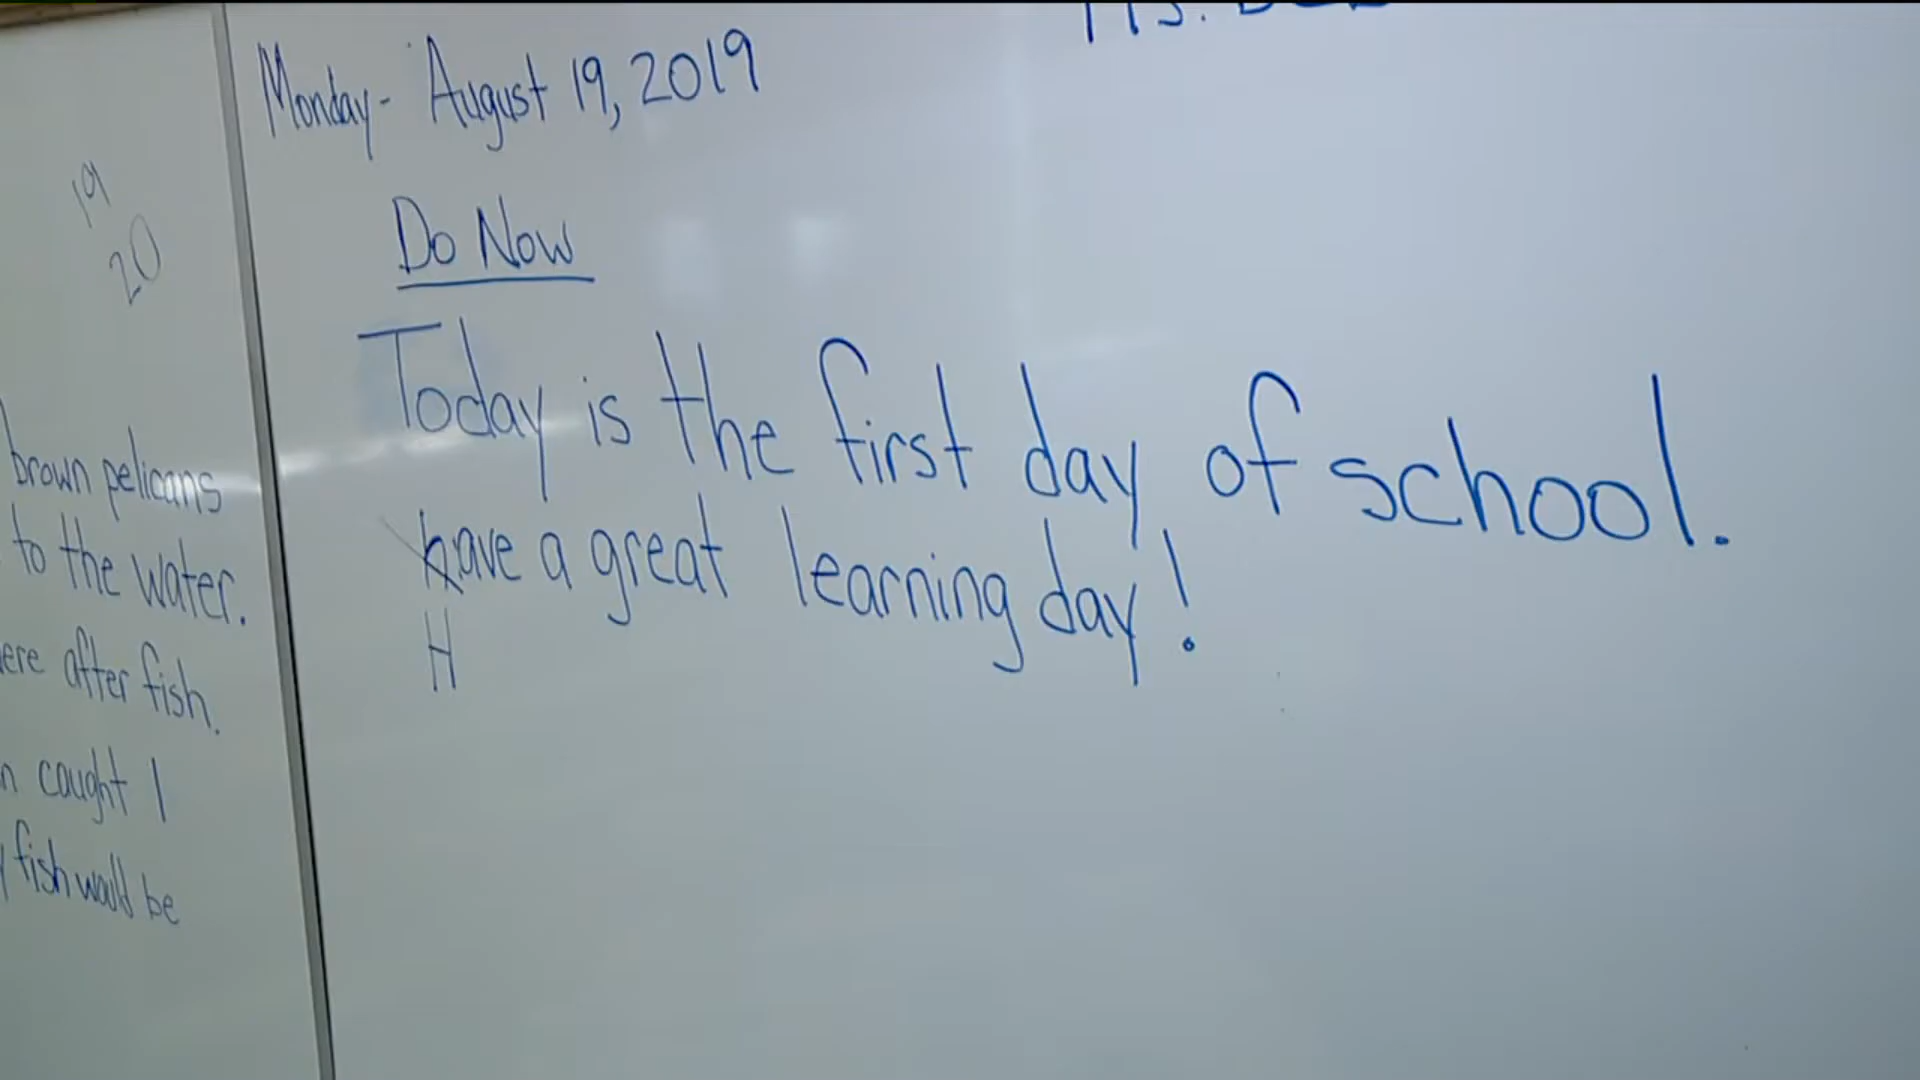 Monday- August 19, 2019
Do Now
Today is the first day of school.
have a great learning day!
H
19
20
brown pelicans
to the water.
ere after fish.
n caught 1
fish would be